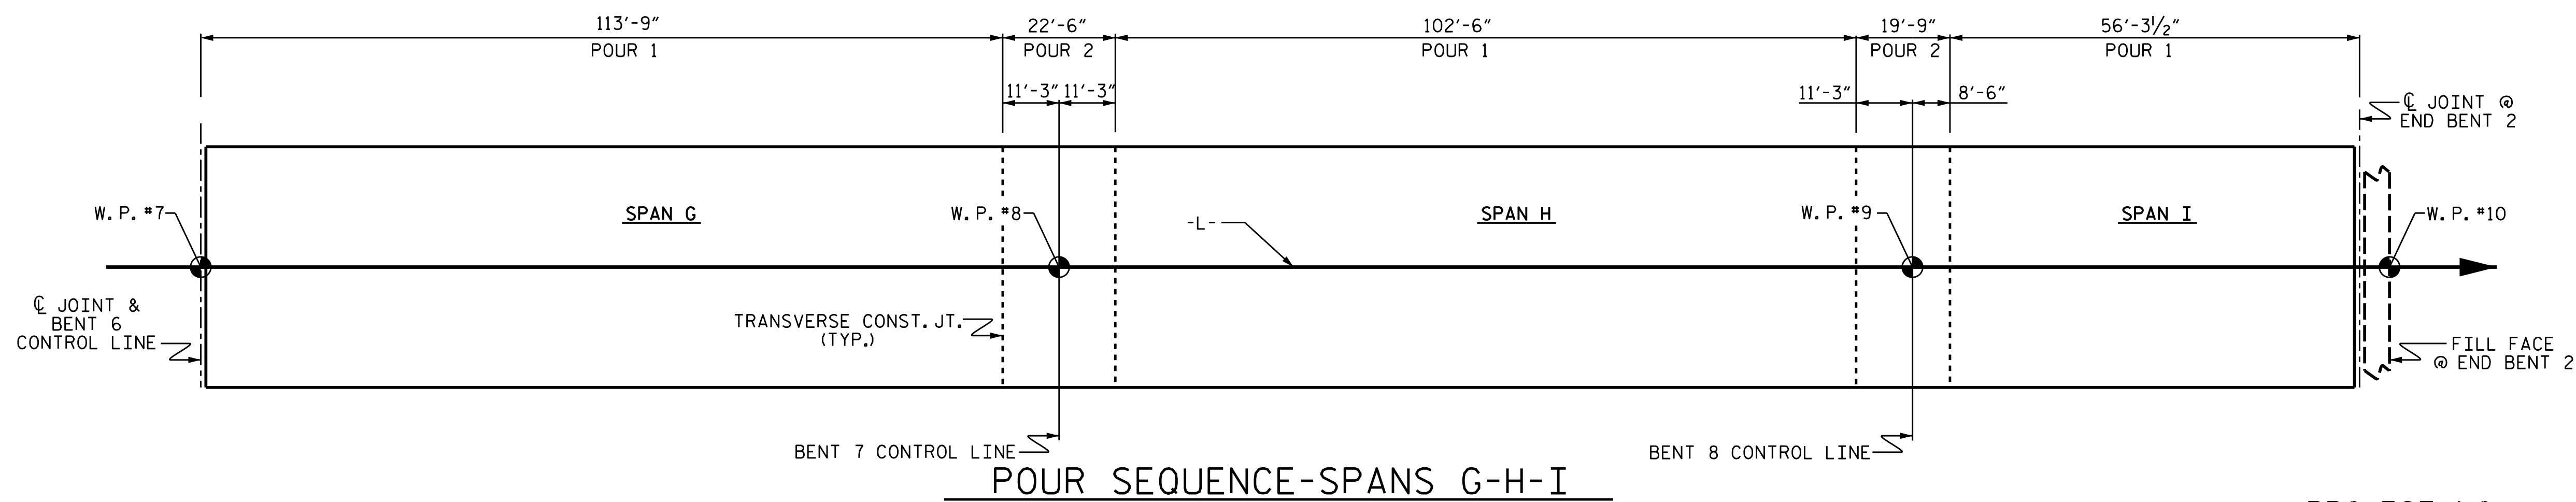 113'-9" 22'-6" 102'-6" 19'-9" 56'-3½"
POUR 1 POUR 2 POUR 1 POUR 2 POUR 1
11'-3" 11'-3" 11'-3" 8'-6"
℄ JOINT @
END BENT 2
W.P. #7 SPAN G W.P. #8 -L- SPAN H W.P. #9 SPAN I W.P. #10
℄ JOINT &
BENT 6
CONTROL LINE
TRANSVERSE CONST. JT.
(TYP.)
FILL FACE
@ END BENT 2
BENT 7 CONTROL LINE BENT 8 CONTROL LINE
POUR SEQUENCE-SPANS G-H-I